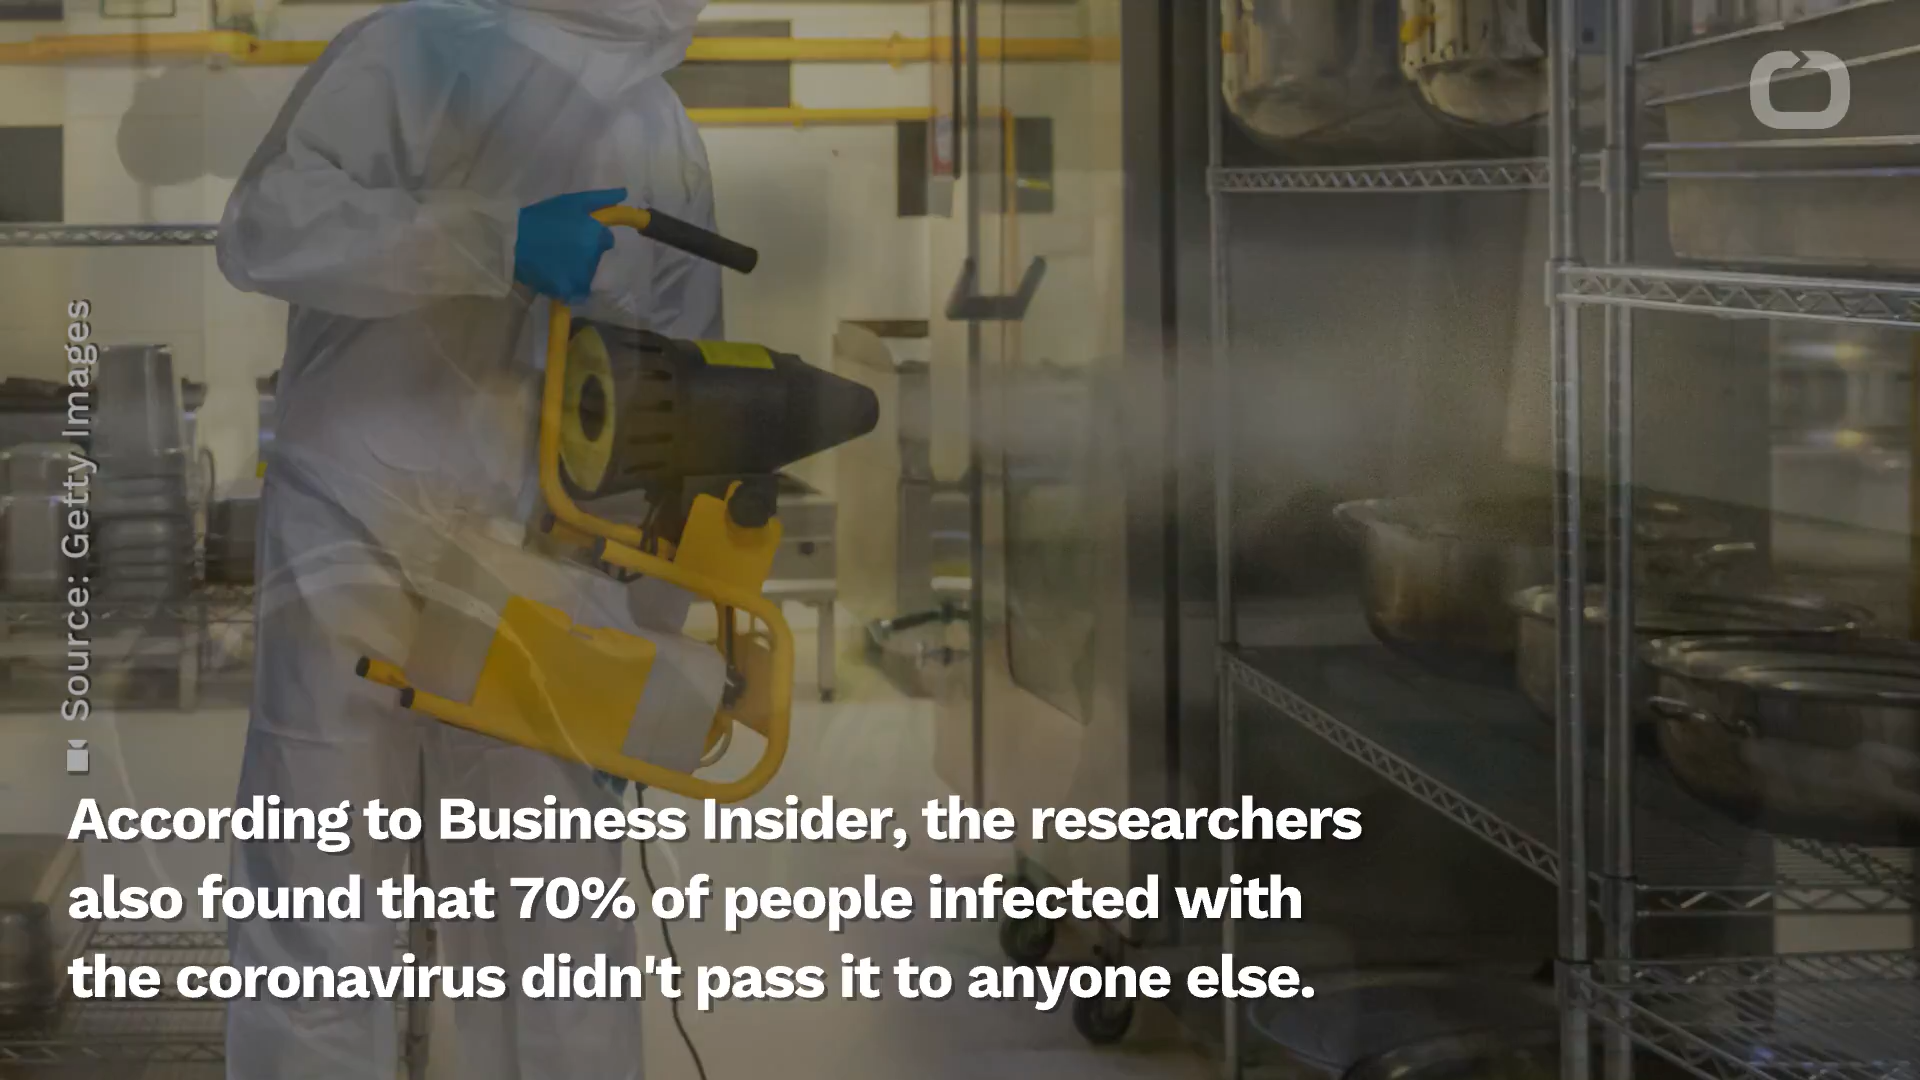 Source: Getty Images
According to Business Insider, the researchers
also found that 70% of people infected with
the coronavirus didn't pass it to anyone else.